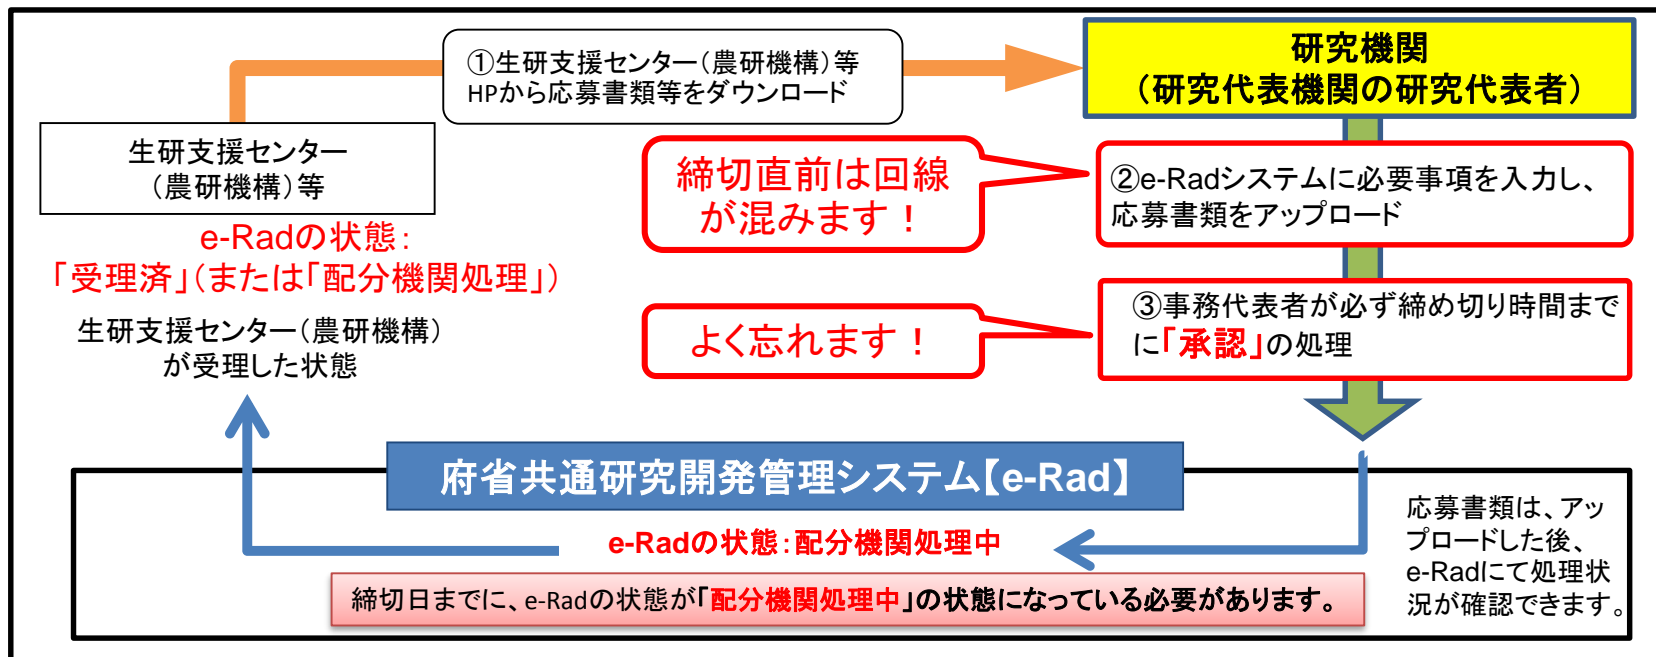 ①生研支援センター（農研機構）等
HPから応募書類等をダウンロード
研究機関
（研究代表機関の研究代表者）
生研支援センター
（農研機構）等
締切直前は回線
が混みます！
②e-Radシステムに必要事項を入力し、
応募書類をアップロード
e-Radの状態：
「受理済」（または「配分機関処理」）
生研支援センター（農研機構）
が受理した状態
よく忘れます！
③事務代表者が必ず締め切り時間まで
に「承認」の処理
府省共通研究開発管理システム【e-Rad】
e-Radの状態：配分機関処理中
締切日までに、e-Radの状態が「配分機関処理中」の状態になっている必要があります。
応募書類は、アッ
プロードした後、
e-Radにて処理状
況が確認できます。